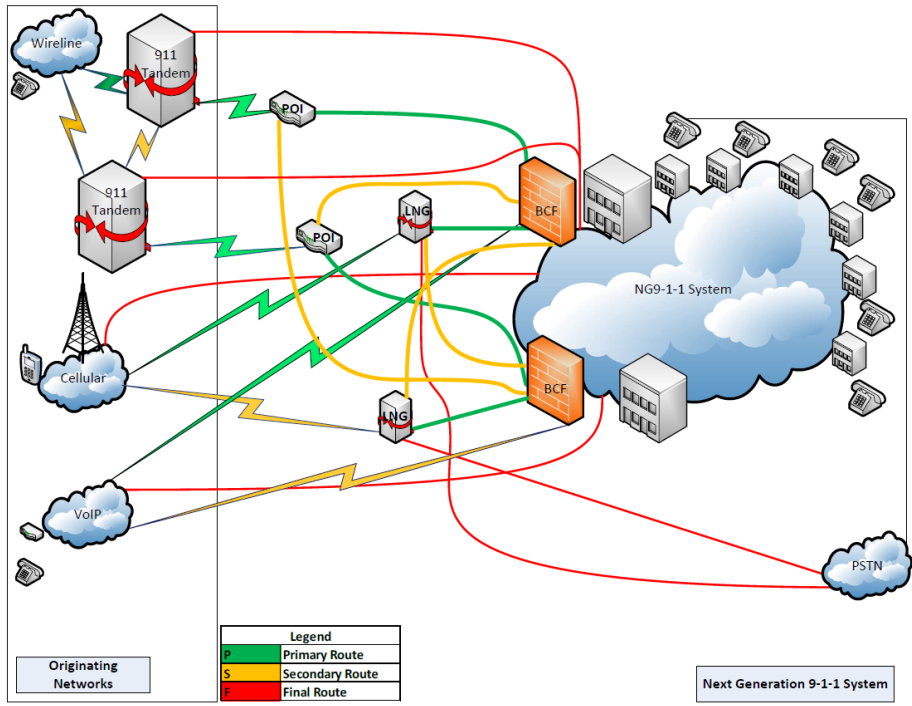 Wireline
911
Tandem
POI
911
Tandem
LNG
BCF
POI
NG9-1-1 System
Cellular
BCF
LNG
VoIP
PSTN
Legend
P Primary Route
S Secondary Route
F Final Route
Originating
Networks
Next Generation 9-1-1 System